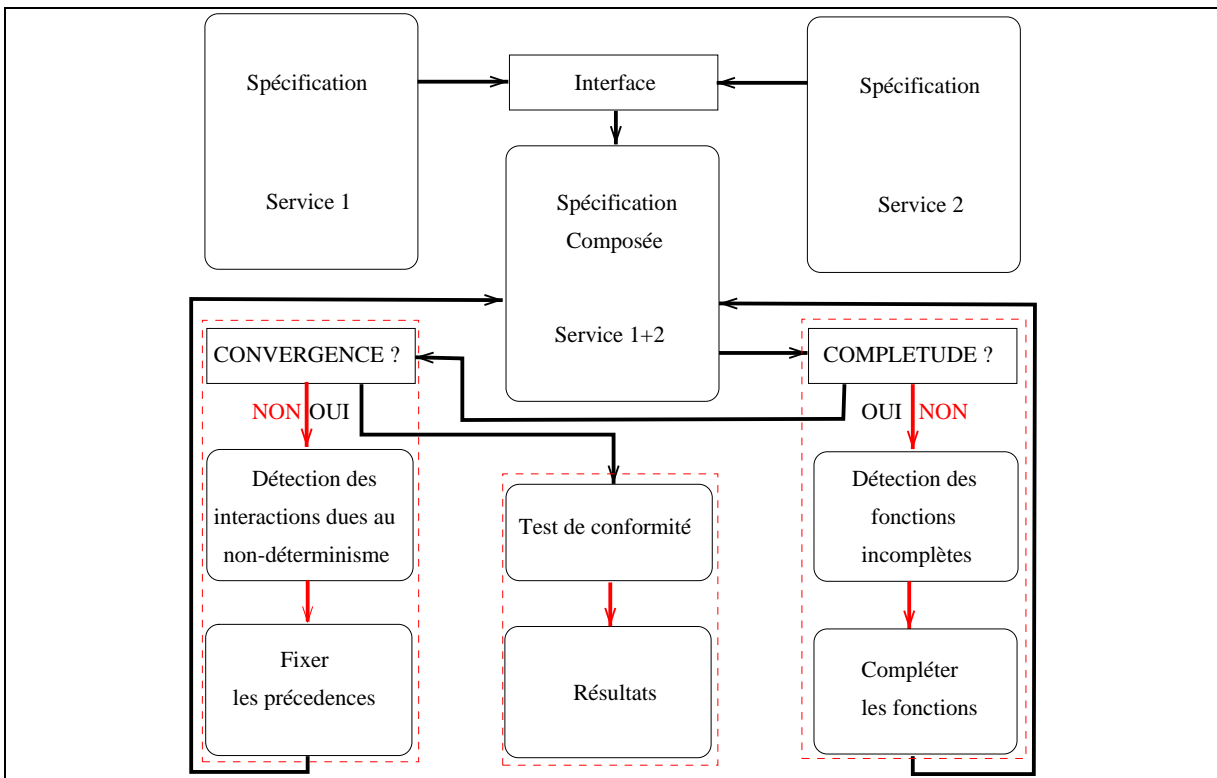 Spécification
Interface
Spécification
Service 1
Service 2
Spécification
Composée
Service 1+2
CONVERGENCE ?
COMPLETUDE ?
NON OUI
OUI NON
Détection des
interactions dues au
non-déterminisme
Test de conformité
Détection des
fonctions
incomplètes
Fixer
les précedences
Résultats
Compléter
les fonctions